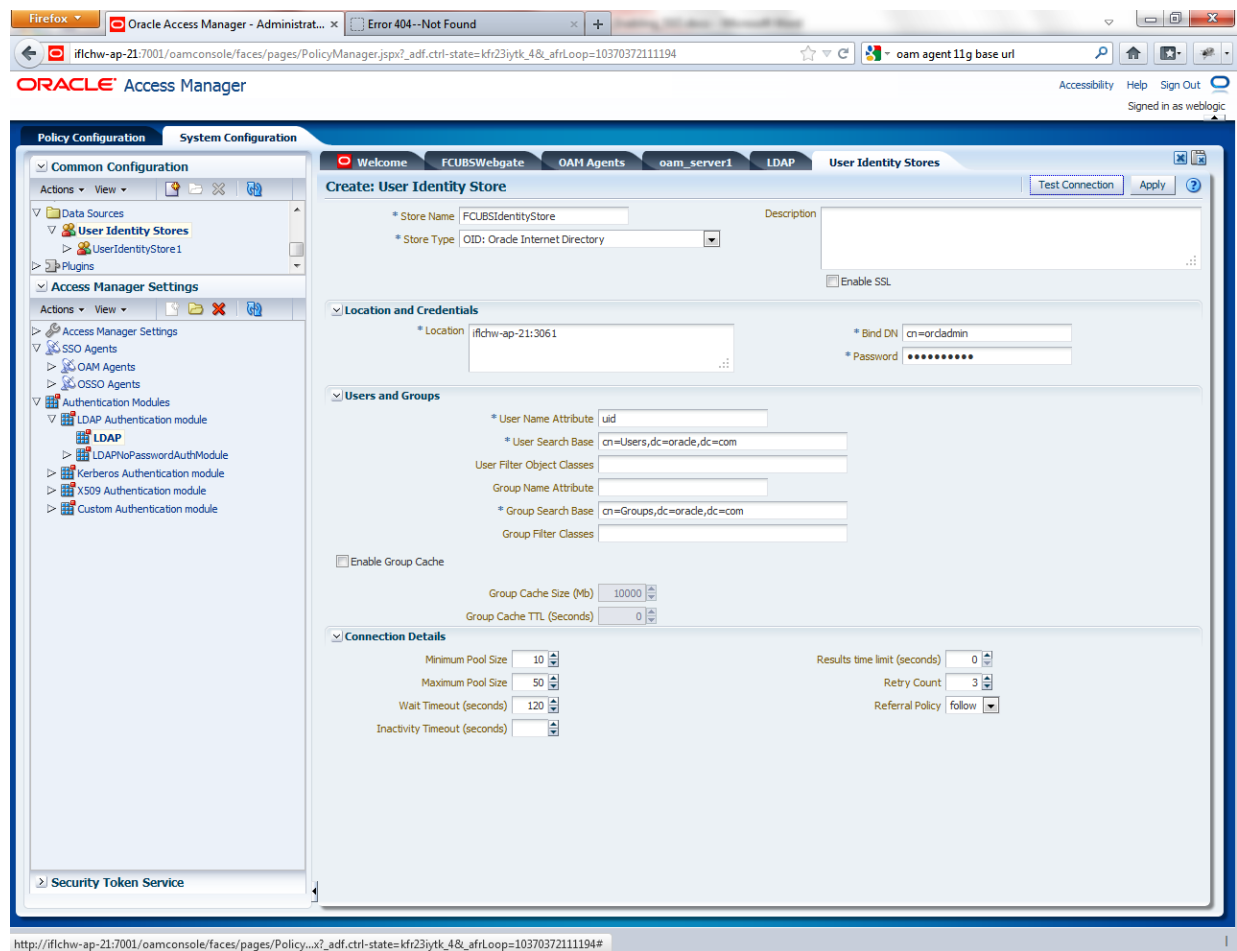 Firefox
Oracle Access Manager - Administrat... ×
Error 404--Not Found ×
+
iflchw-ap-21:7001/oamconsole/faces/pages/PolicyManager.jspx?_adf.ctrl-state=kfr23iytk_4&_afrLoop=10370372111194
oam agent 11g base url
ORACLE Access Manager
Accessibility Help Sign Out
Signed in as weblogic
Policy Configuration System Configuration
Common Configuration
Actions View
Data Sources
User Identity Stores
UserIdentityStore1
Plugins
Access Manager Settings
Actions View
Access Manager Settings
SSO Agents
OAM Agents
OSSO Agents
Authentication Modules
LDAP Authentication module
LDAP
LDAPNoPasswordAuthModule
Kerberos Authentication module
X509 Authentication module
Custom Authentication module
Security Token Service
Welcome FCUBSWebgate OAM Agents oam_server1 LDAP User Identity Stores
Create: User Identity Store
Test Connection Apply ?
* Store Name FCUBSIdentityStore
* Store Type OID: Oracle Internet Directory
Description
Enable SSL
Location and Credentials
* Location iflchw-ap-21:3061
* Bind DN cn=orcladmin
* Password ●●●●●●●●●●
Users and Groups
* User Name Attribute uid
* User Search Base cn=Users,dc=oracle,dc=com
User Filter Object Classes
Group Name Attribute
* Group Search Base cn=Groups,dc=oracle,dc=com
Group Filter Classes
Enable Group Cache
Group Cache Size (Mb) 10000
Group Cache TTL (Seconds) 0
Connection Details
Minimum Pool Size 10
Maximum Pool Size 50
Wait Timeout (seconds) 120
Inactivity Timeout (seconds)
Results time limit (seconds) 0
Retry Count 3
Referral Policy follow
http://iflchw-ap-21:7001/oamconsole/faces/pages/Policy...x?_adf.ctrl-state=kfr23iytk_4&_afrLoop=10370372111194#